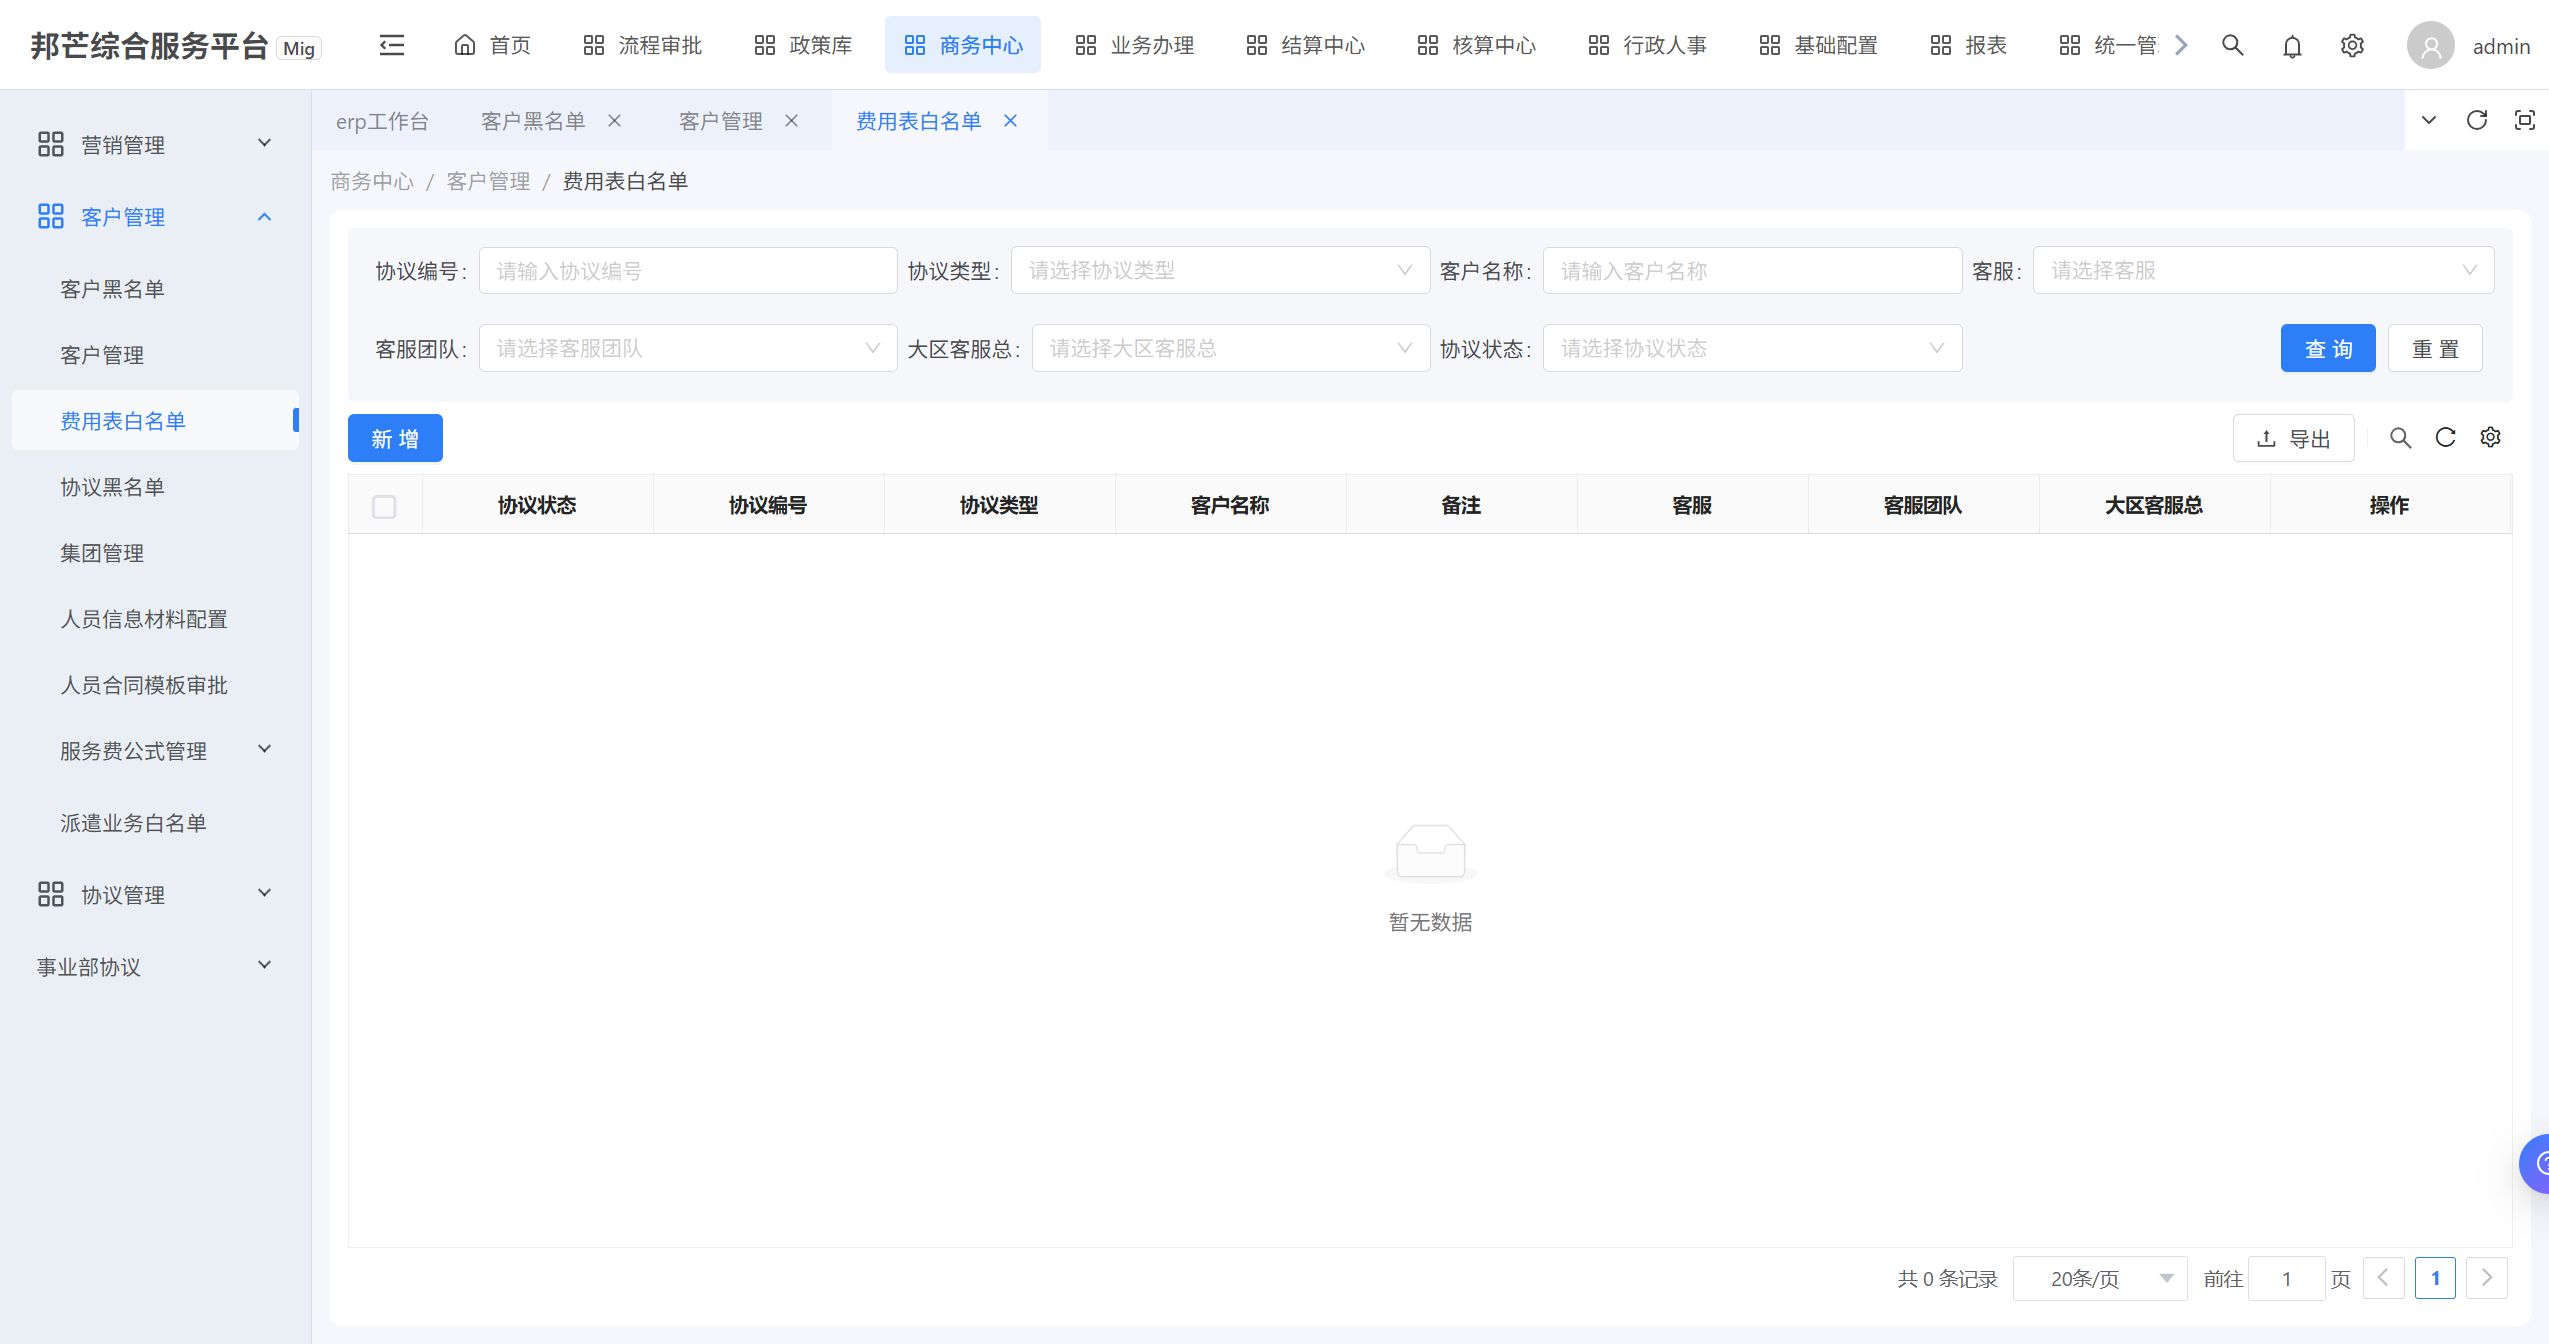 邦芒综合服务平台 Mig 首页 流程审批 政策库 商务中心 业务办理 结算中心 核算中心 行政人事 基础配置 报表 统一管 admin
erp工作台 客户黑名单 客户管理 费用表白名单
商务中心 / 客户管理 / 费用表白名单
营销管理
客户管理
客户黑名单
客户管理
费用表白名单
协议黑名单
集团管理
人员信息材料配置
人员合同模板审批
服务费公式管理
派遣业务白名单
协议管理
事业部协议
协议编号: 请输入协议编号 协议类型: 请选择协议类型 客户名称: 请输入客户名称 客服: 请选择客服
客服团队: 请选择客服团队 大区客服总: 请选择大区客服总 协议状态: 请选择协议状态 查 询 重 置
新 增 导出
协议状态 协议编号 协议类型 客户名称 备注 客服 客服团队 大区客服总 操作
暂无数据
共 0 条记录 20条/页 前往 1 页 1